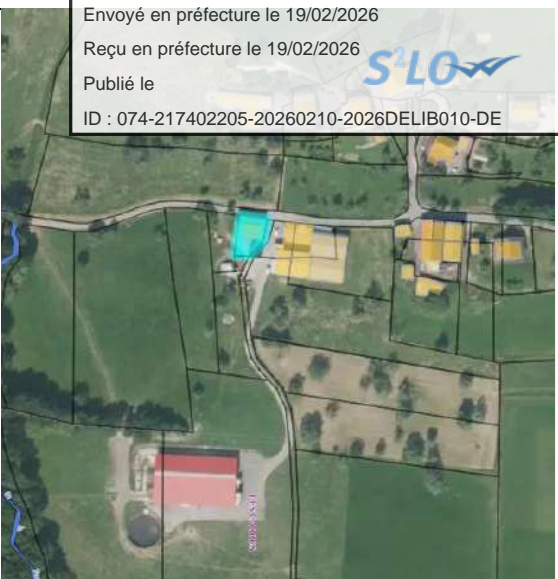 Envoyé en préfecture le 19/02/2026
Reçu en préfecture le 19/02/2026
S²LO
Publié le
ID : 074-217402205-20260210-2026DELIB010-DE